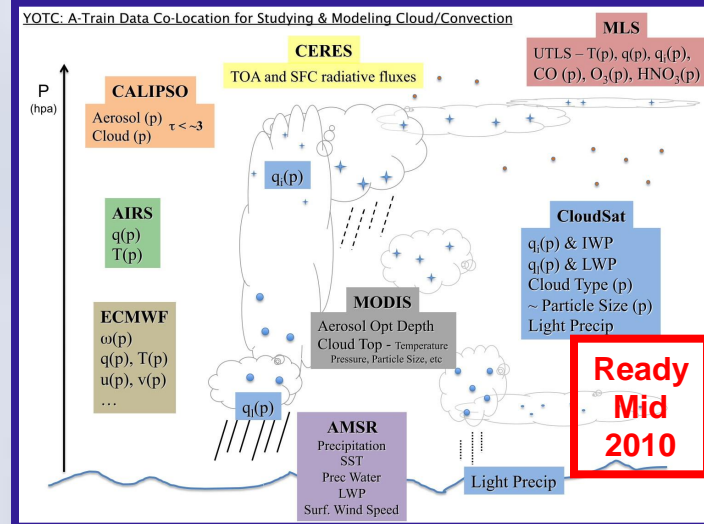 YOTC: A-Train Data Co-Location for Studying & Modeling Cloud/Convection
MLS
UTLS – T(p), q(p), qᵢ(p),
CO (p), O₃(p), HNO₃(p)
CERES
TOA and SFC radiative fluxes
P
(hpa)
CALIPSO
Aerosol (p)
Cloud (p)
τ < ~3
qᵢ(p)
AIRS
q(p)
T(p)
CloudSat
qᵢ(p) & IWP
qₗ(p) & LWP
Cloud Type (p)
~ Particle Size (p)
Light Precip
MODIS
Aerosol Opt Depth
Cloud Top - Temperature
Pressure, Particle Size, etc
ECMWF
ω(p)
q(p), T(p)
u(p), v(p)
…
Ready
Mid
2010
qₗ(p)
AMSR
Precipitation
SST
Prec Water
LWP
Surf. Wind Speed
Light Precip